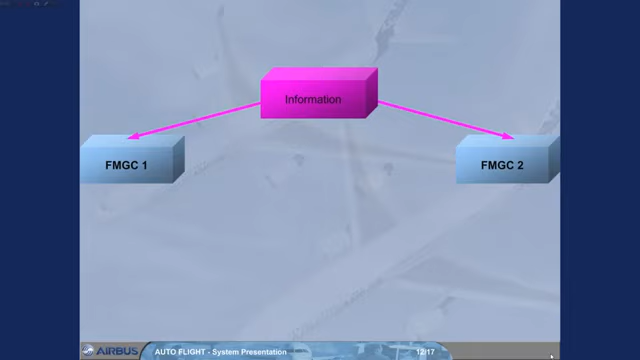 Information
FMGC 1
FMGC 2
AIRBUS
AUTO FLIGHT - System Presentation
12/17